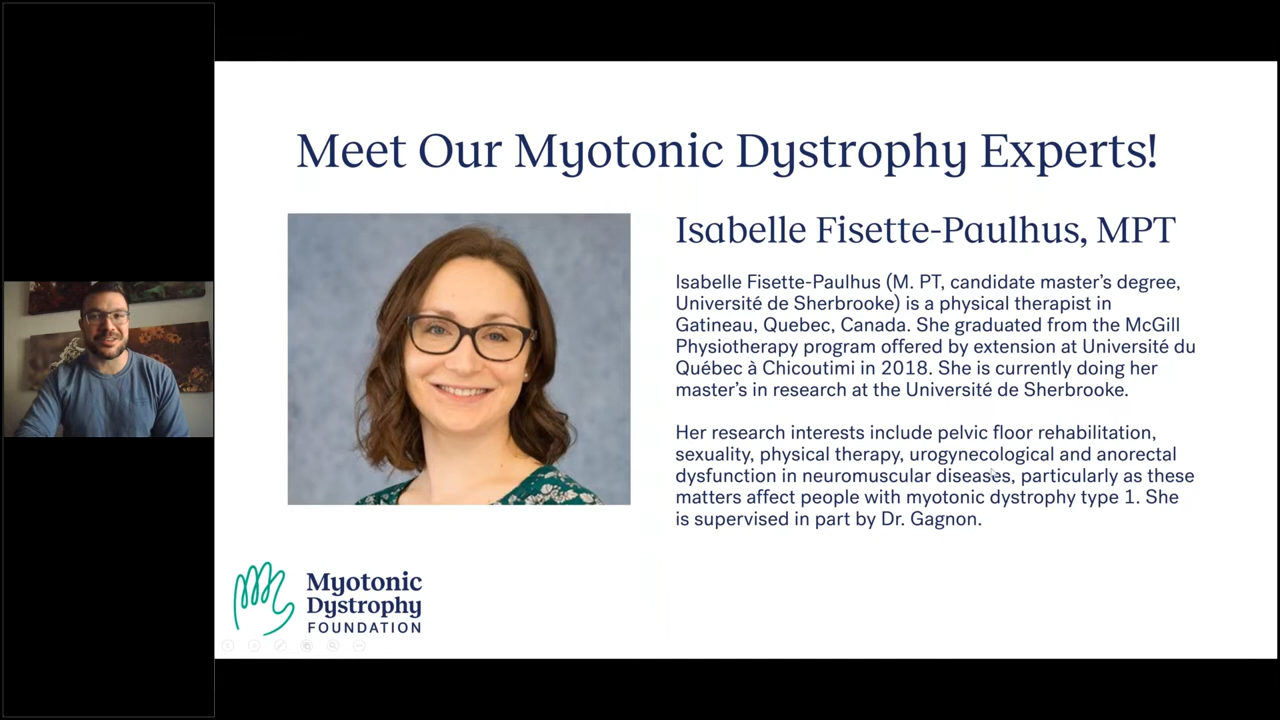 Meet Our Myotonic Dystrophy Experts!
Isabelle Fisette-Paulhus, MPT
Isabelle Fisette-Paulhus (M. PT, candidate master's degree,
Université de Sherbrooke) is a physical therapist in
Gatineau, Quebec, Canada. She graduated from the McGill
Physiotherapy program offered by extension at Université du
Québec à Chicoutimi in 2018. She is currently doing her
master's in research at the Université de Sherbrooke.
Her research interests include pelvic floor rehabilitation,
sexuality, physical therapy, urogynecological and anorectal
dysfunction in neuromuscular diseases, particularly as these
matters affect people with myotonic dystrophy type 1. She
is supervised in part by Dr. Gagnon.
Myotonic
Dystrophy
FOUNDATION